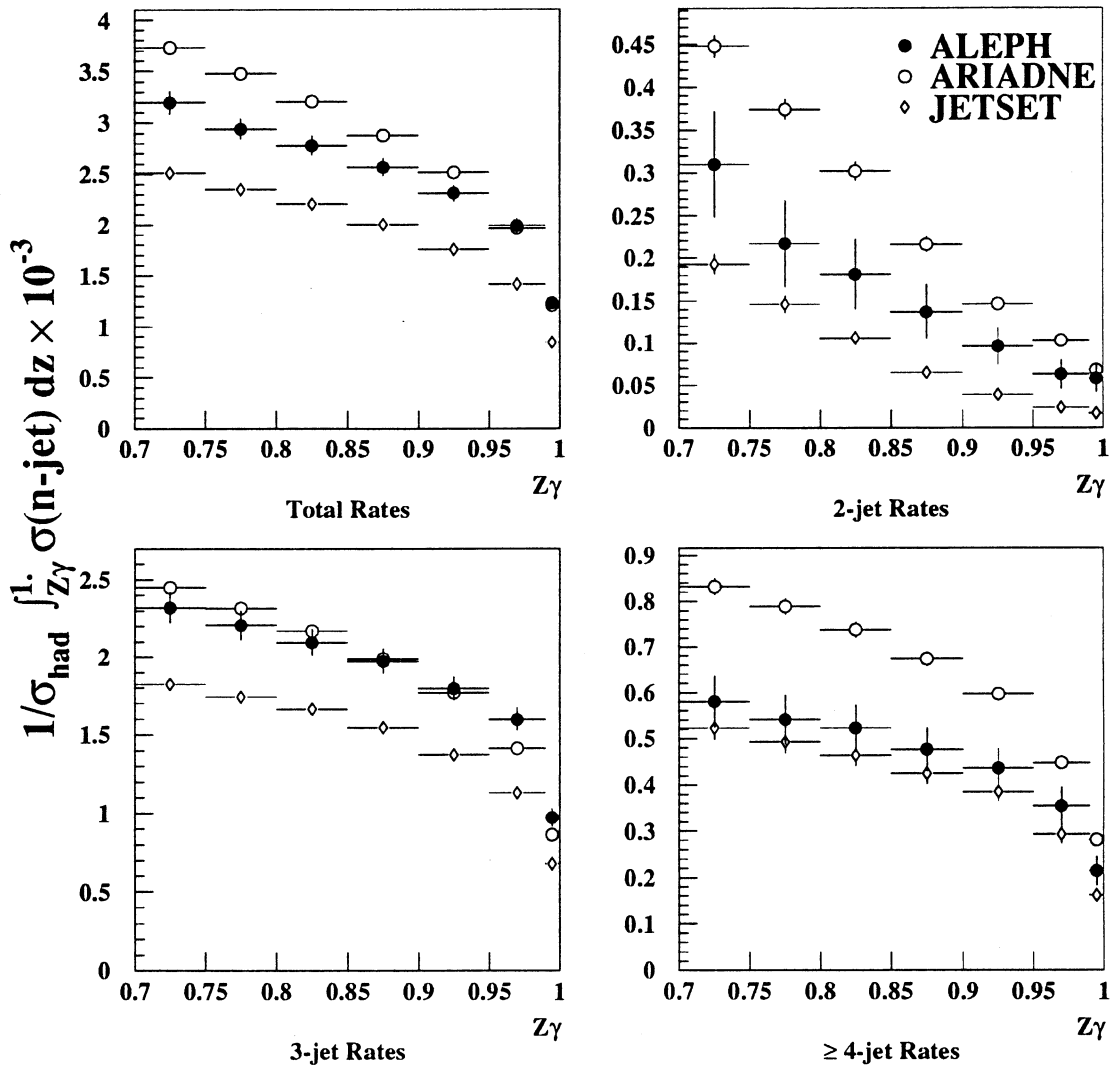 1/σhad ∫Zγ1. σ(n-jet) dz × 10-3
4
3.5
3
2.5
2
1.5
1
0.5
0
0.7 0.75 0.8 0.85 0.9 0.95 1
Zγ
Total Rates
ALEPH
ARIADNE
JETSET
0.45
0.4
0.35
0.3
0.25
0.2
0.15
0.1
0.05
0
0.7 0.75 0.8 0.85 0.9 0.95 1
Zγ
2-jet Rates
2.5
2
1.5
1
0.5
0
0.7 0.75 0.8 0.85 0.9 0.95 1
Zγ
3-jet Rates
0.9
0.8
0.7
0.6
0.5
0.4
0.3
0.2
0.1
0
0.7 0.75 0.8 0.85 0.9 0.95 1
Zγ
≥ 4-jet Rates